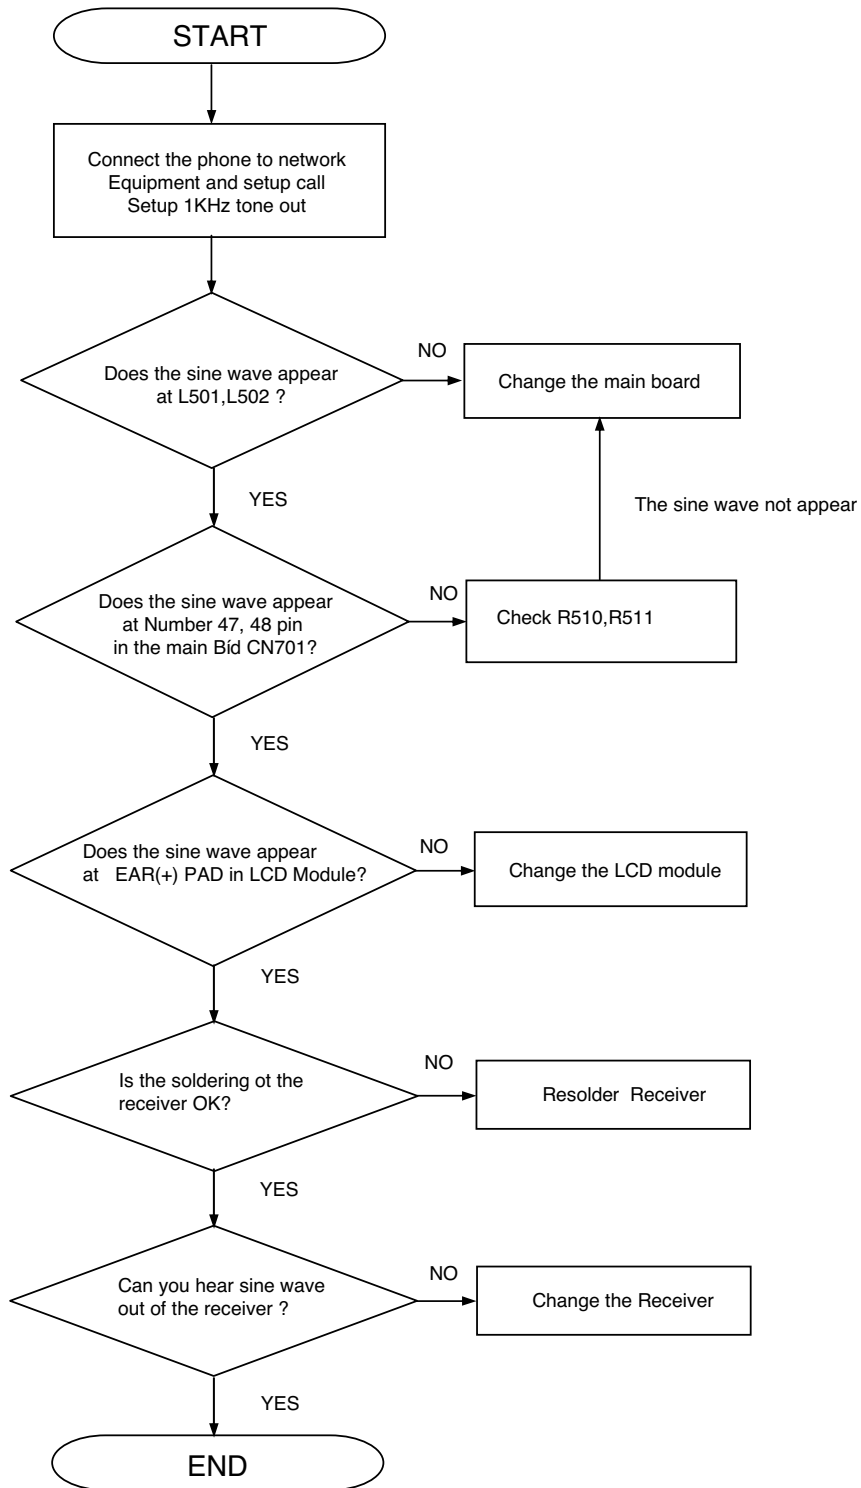 START
Connect the phone to network
Equipment and setup call
Setup 1KHz tone out
Does the sine wave appear
at L501,L502 ?
NO
Change the main board
YES
The sine wave not appear
Does the sine wave appear
at Number 47, 48 pin
in the main Bíd CN701?
NO
Check R510,R511
YES
Does the sine wave appear
at EAR(+) PAD in LCD Module?
NO
Change the LCD module
YES
Is the soldering ot the
receiver OK?
NO
Resolder Receiver
YES
Can you hear sine wave
out of the receiver ?
NO
Change the Receiver
YES
END